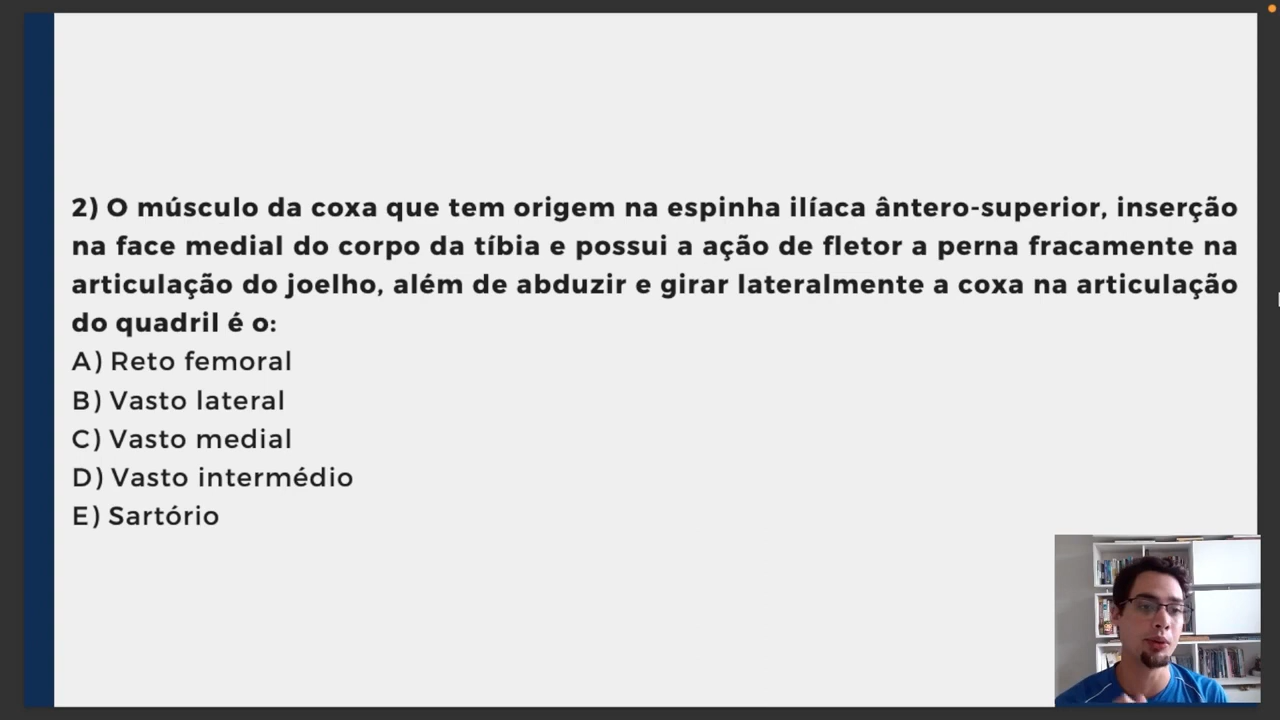 2) O músculo da coxa que tem origem na espinha ilíaca ântero-superior, inserção
na face medial do corpo da tíbia e possui a ação de fletor a perna fracamente na
articulação do joelho, além de abduzir e girar lateralmente a coxa na articulação
do quadril é o:
A) Reto femoral
B) Vasto lateral
C) Vasto medial
D) Vasto intermédio
E) Sartório